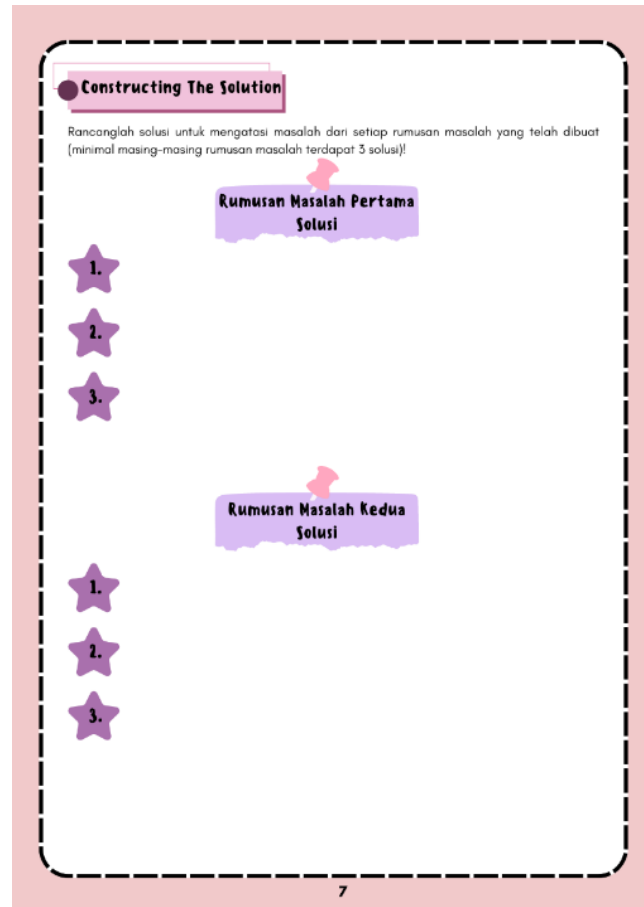 Constructing The Solution
Rancanglah solusi untuk mengatasi masalah dari setiap rumusan masalah yang telah dibuat
(minimal masing-masing rumusan masalah terdapat 3 solusi)!
Rumusan Masalah Pertama
Solusi
1.
2.
3.
Rumusan Masalah Kedua
Solusi
1.
2.
3.
7